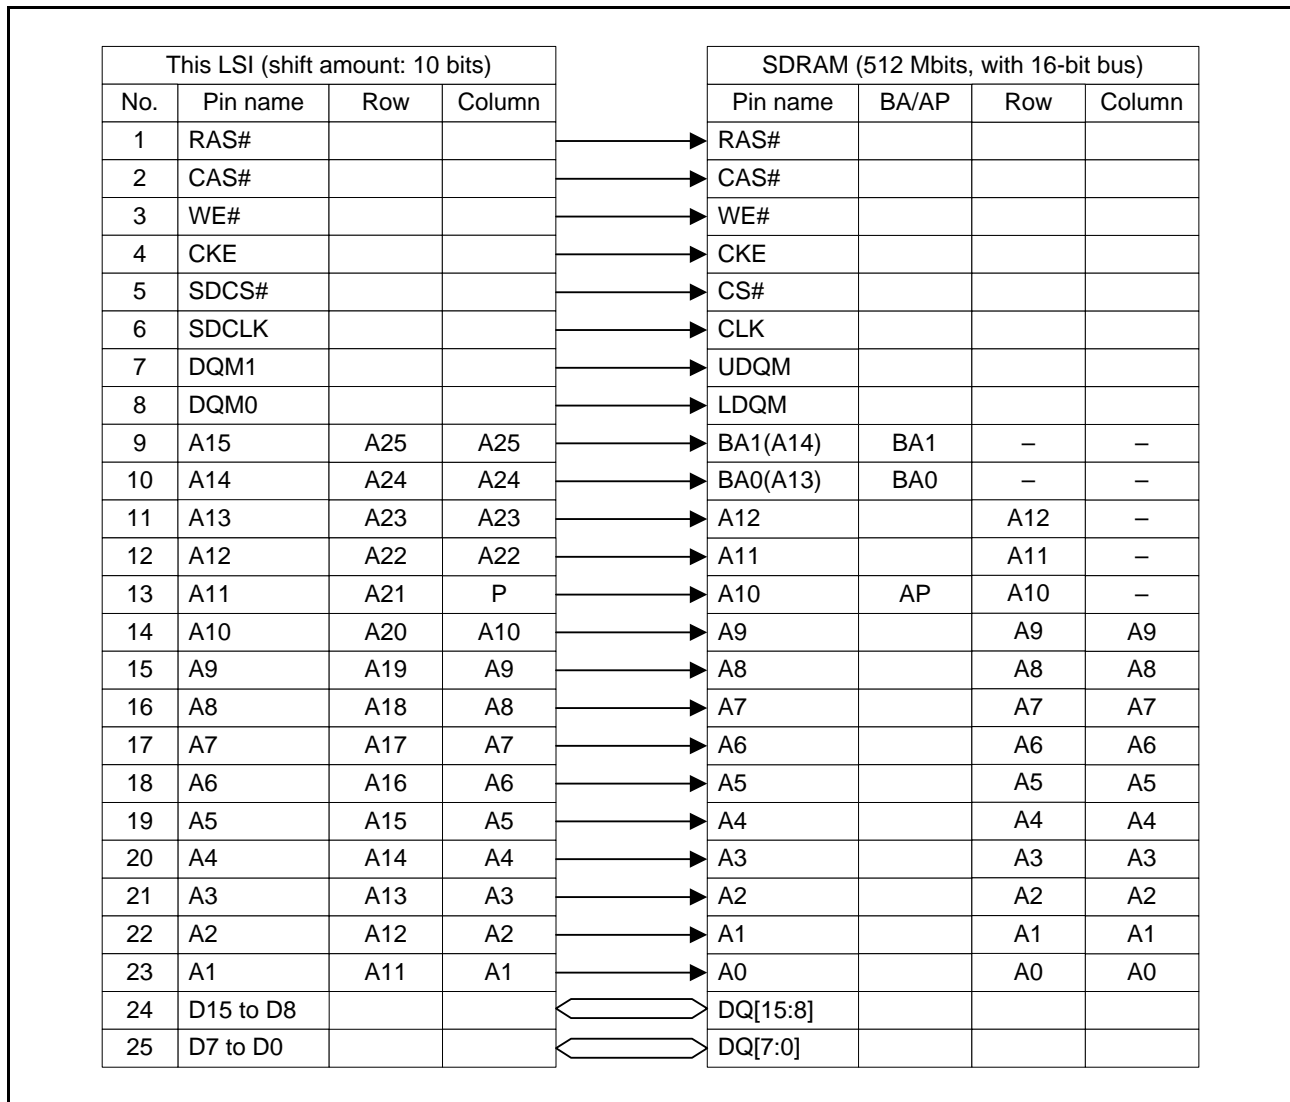 This LSI (shift amount: 10 bits) SDRAM (512 Mbits, with 16-bit bus)
No. Pin name Row Column Pin name BA/AP Row Column
1 RAS# RAS#
2 CAS# CAS#
3 WE# WE#
4 CKE CKE
5 SDCS# CS#
6 SDCLK CLK
7 DQM1 UDQM
8 DQM0 LDQM
9 A15 A25 A25 BA1(A14) BA1 – –
10 A14 A24 A24 BA0(A13) BA0 – –
11 A13 A23 A23 A12 A12 –
12 A12 A22 A22 A11 A11 –
13 A11 A21 P A10 AP A10 –
14 A10 A20 A10 A9 A9 A9
15 A9 A19 A9 A8 A8 A8
16 A8 A18 A8 A7 A7 A7
17 A7 A17 A7 A6 A6 A6
18 A6 A16 A6 A5 A5 A5
19 A5 A15 A5 A4 A4 A4
20 A4 A14 A4 A3 A3 A3
21 A3 A13 A3 A2 A2 A2
22 A2 A12 A2 A1 A1 A1
23 A1 A11 A1 A0 A0 A0
24 D15 to D8 DQ[15:8]
25 D7 to D0 DQ[7:0]